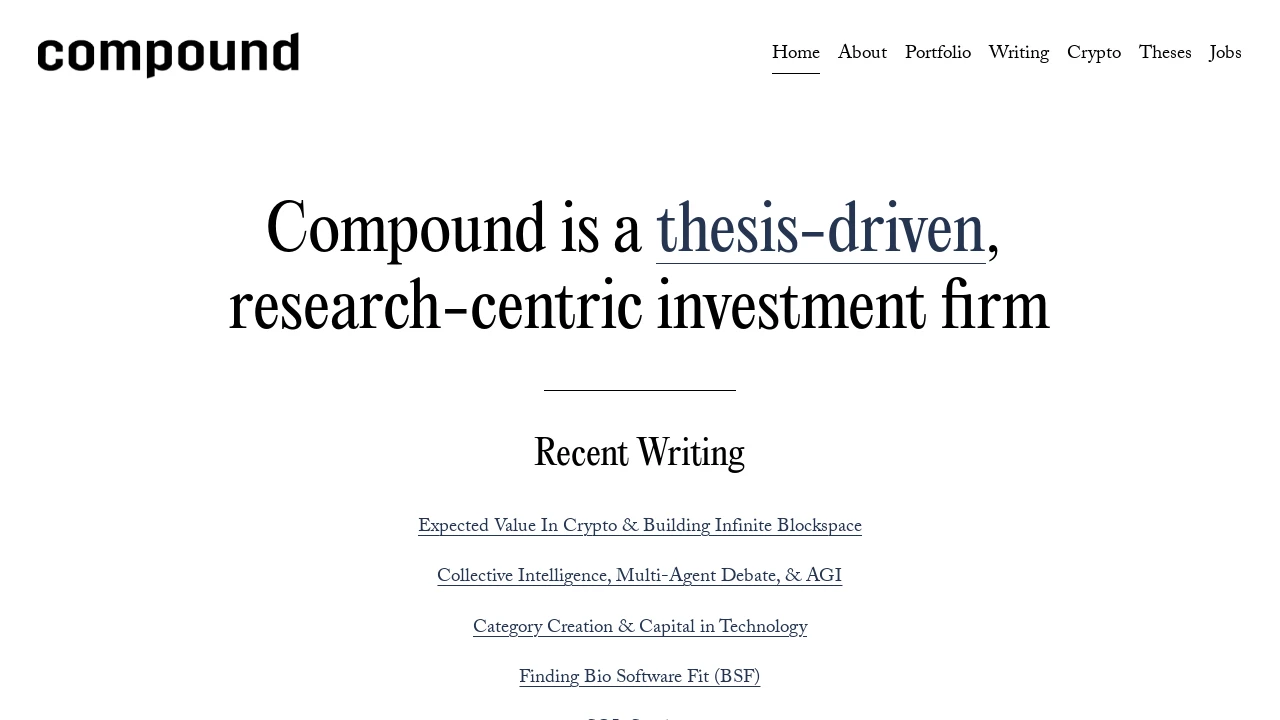 compound
Home About Portfolio Writing Crypto Theses Jobs
Compound is a thesis-driven,
research-centric investment firm
Recent Writing
Expected Value In Crypto & Building Infinite Blockspace
Collective Intelligence, Multi-Agent Debate, & AGI
Category Creation & Capital in Technology
Finding Bio Software Fit (BSF)